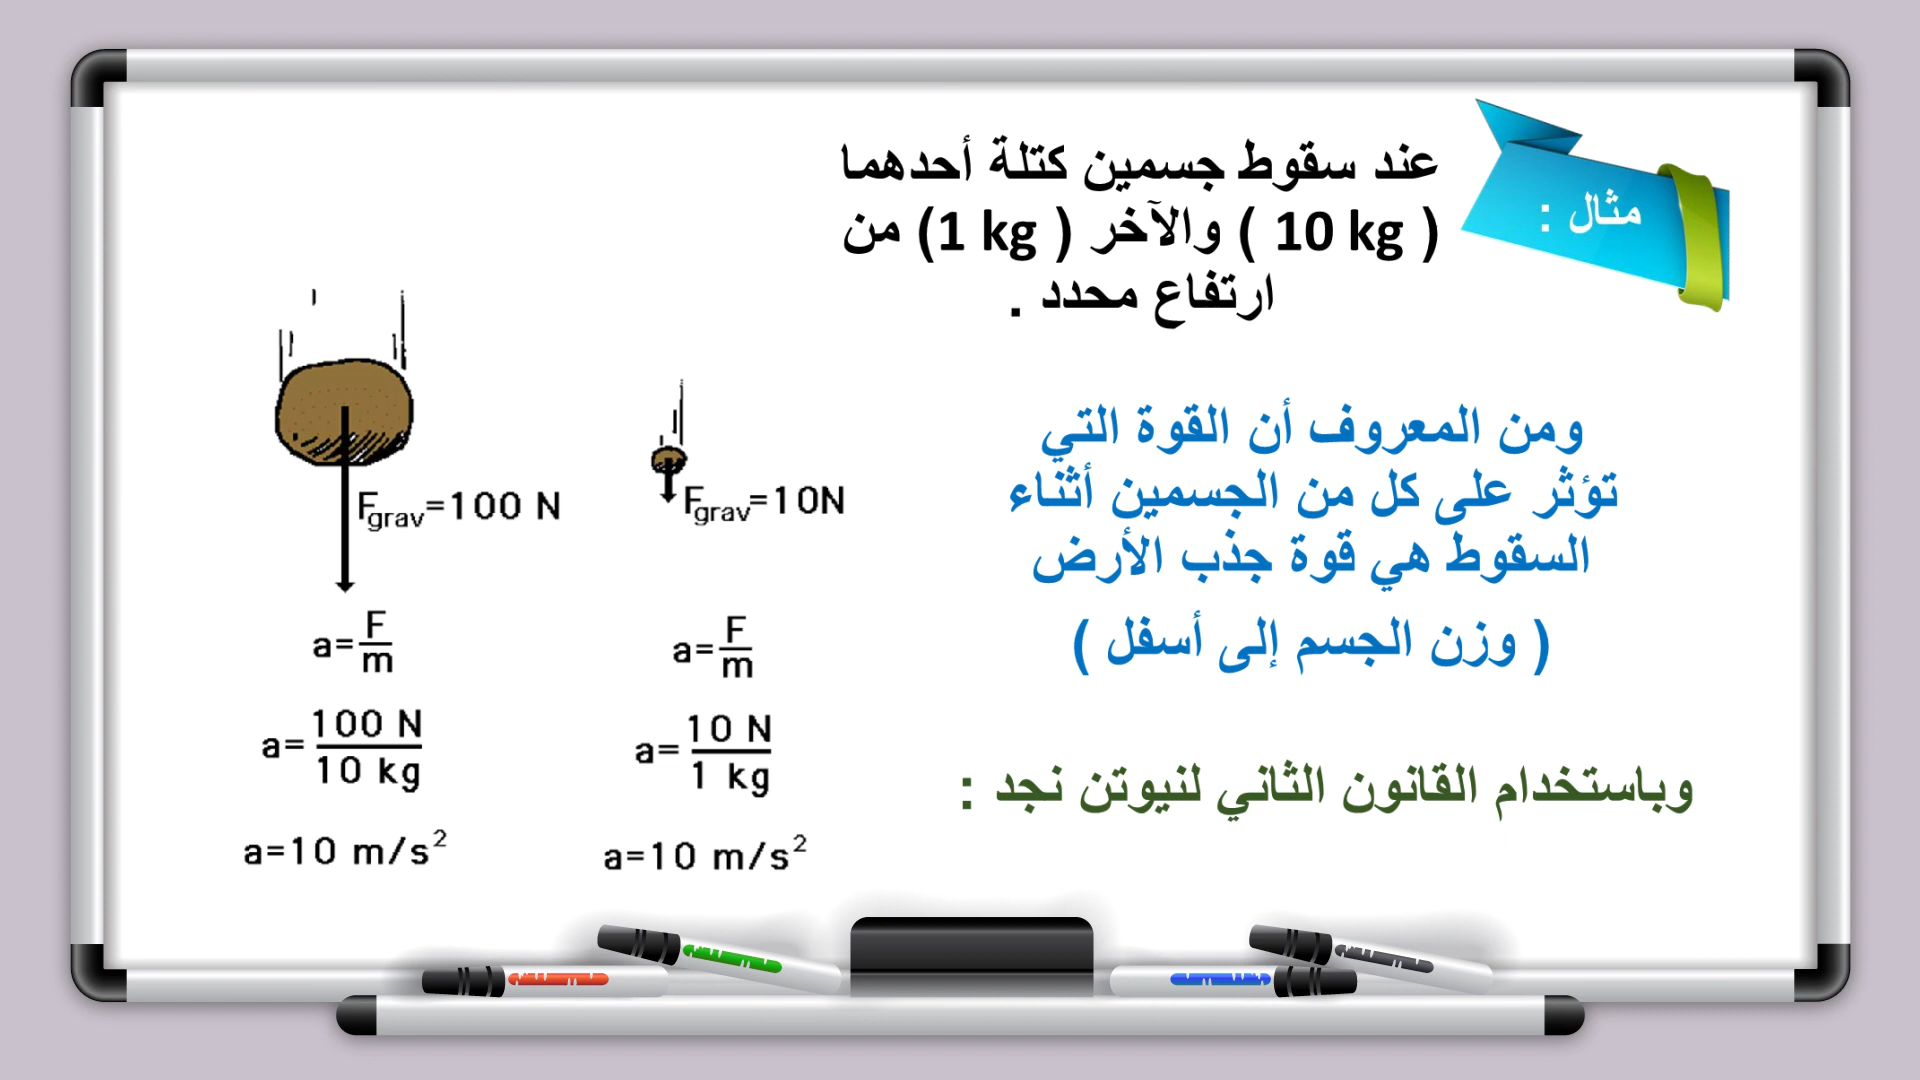 مثال :
عند سقوط جسمين كتلة أحدهما
( 10 kg ) والآخر ( 1 kg) من
ارتفاع محدد .
ومن المعروف أن القوة التي
تؤثر على كل من الجسمين أثناء
السقوط هي قوة جذب الأرض
( وزن الجسم إلى أسفل )
وباستخدام القانون الثاني لنيوتن نجد :
Fgrav=100 N
a=F/m
a=100 N/10 kg
a=10 m/s²
Fgrav=10N
a=F/m
a=10 N/1 kg
a=10 m/s²